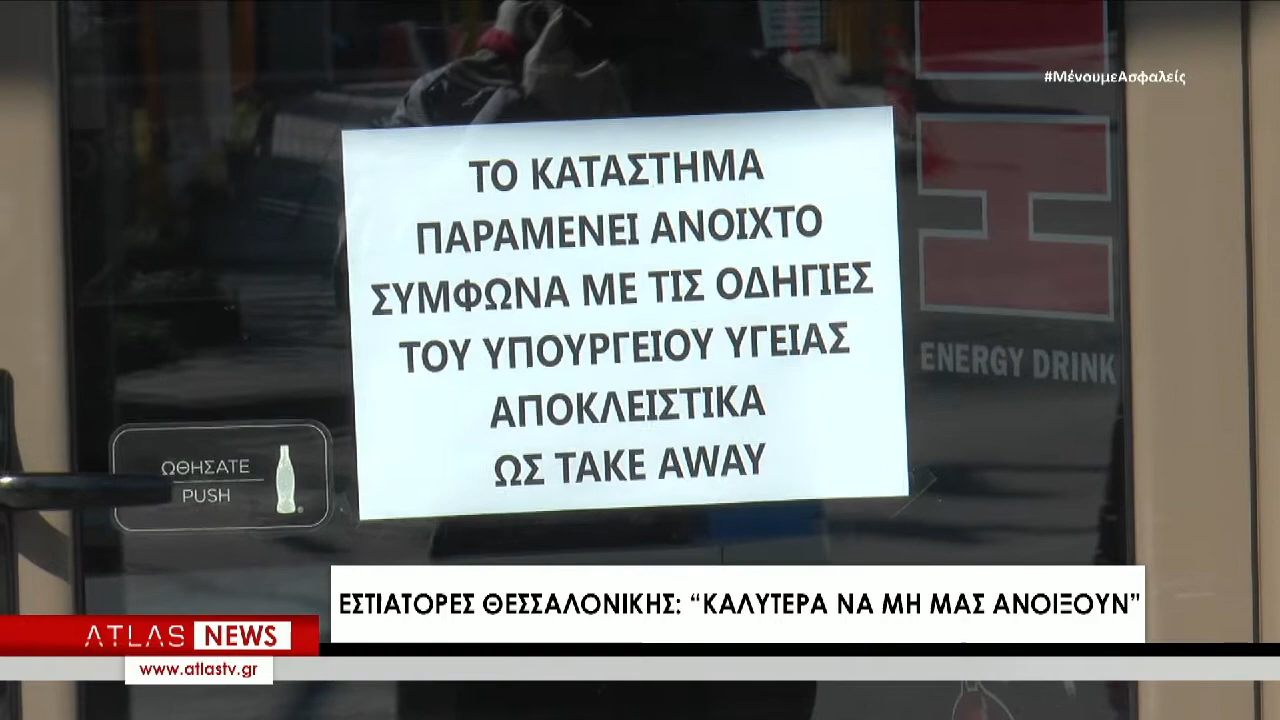 #ΜένουμεΑσφαλείς
ΤΟ ΚΑΤΑΣΤΗΜΑ
ΠΑΡΑΜΕΝΕΙ ΑΝΟΙΧΤΟ
ΣΥΜΦΩΝΑ ΜΕ ΤΙΣ ΟΔΗΓΙΕΣ
ΤΟΥ ΥΠΟΥΡΓΕΙΟΥ ΥΓΕΙΑΣ
ΑΠΟΚΛΕΙΣΤΙΚΑ
ΩΣ TAKE AWAY
ENERGY DRINK
ΩΘΗΣΑΤΕ
PUSH
ΕΣΤΙΑΤΟΡΕΣ ΘΕΣΣΑΛΟΝΙΚΗΣ: “ΚΑΛΥΤΕΡΑ ΝΑ ΜΗ ΜΑΣ ΑΝΟΙΞΟΥΝ”
ATLAS NEWS
www.atlastv.gr